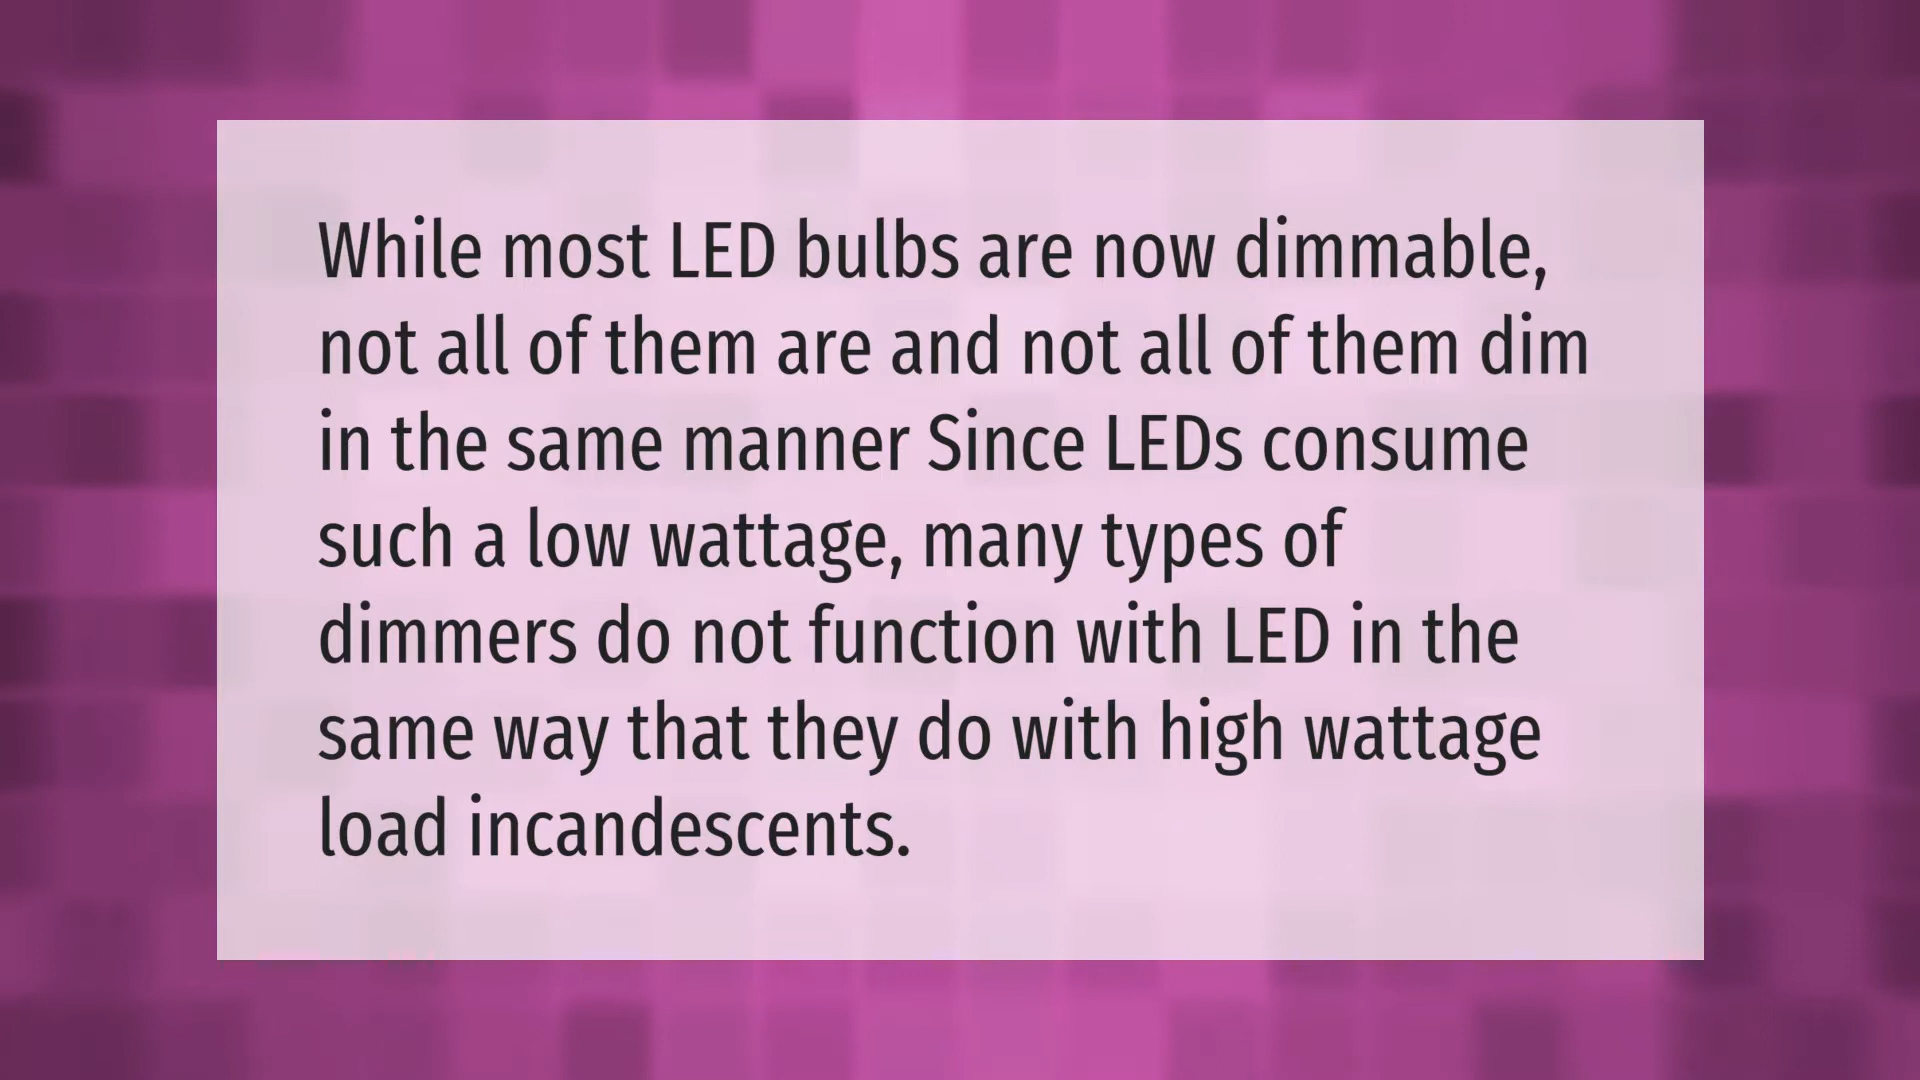 While most LED bulbs are now dimmable,
not all of them are and not all of them dim
in the same manner Since LEDs consume
such a low wattage, many types of
dimmers do not function with LED in the
same way that they do with high wattage
load incandescents.